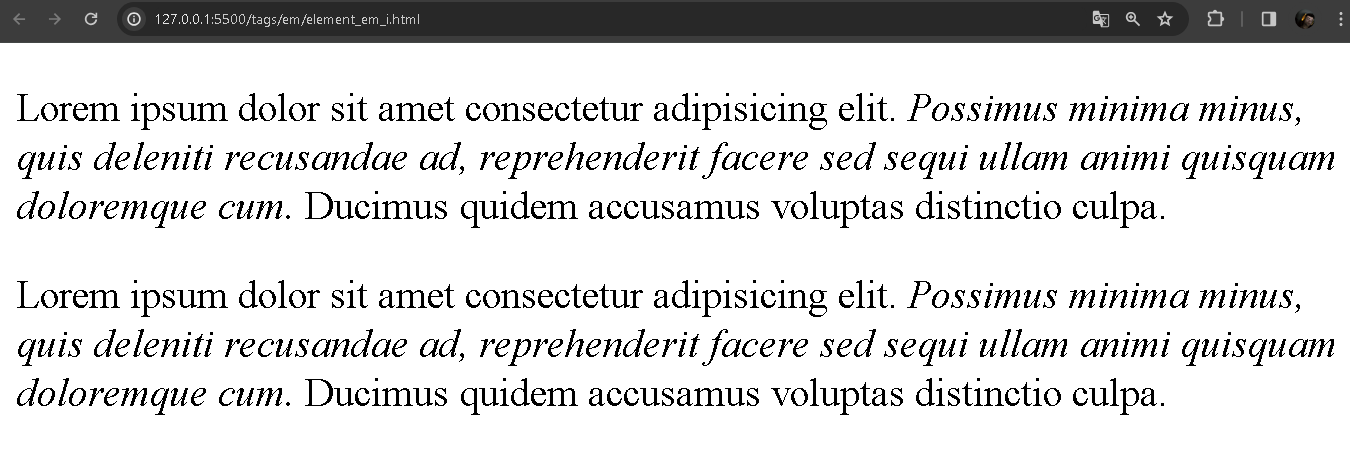 127.0.0.1:5500/tags/em/element_em_i.html
Lorem ipsum dolor sit amet consectetur adipisicing elit. Possimus minima minus,
quis deleniti recusandae ad, reprehenderit facere sed sequi ullam animi quisquam
doloremque cum. Ducimus quidem accusamus voluptas distinctio culpa.
Lorem ipsum dolor sit amet consectetur adipisicing elit. Possimus minima minus,
quis deleniti recusandae ad, reprehenderit facere sed sequi ullam animi quisquam
doloremque cum. Ducimus quidem accusamus voluptas distinctio culpa.